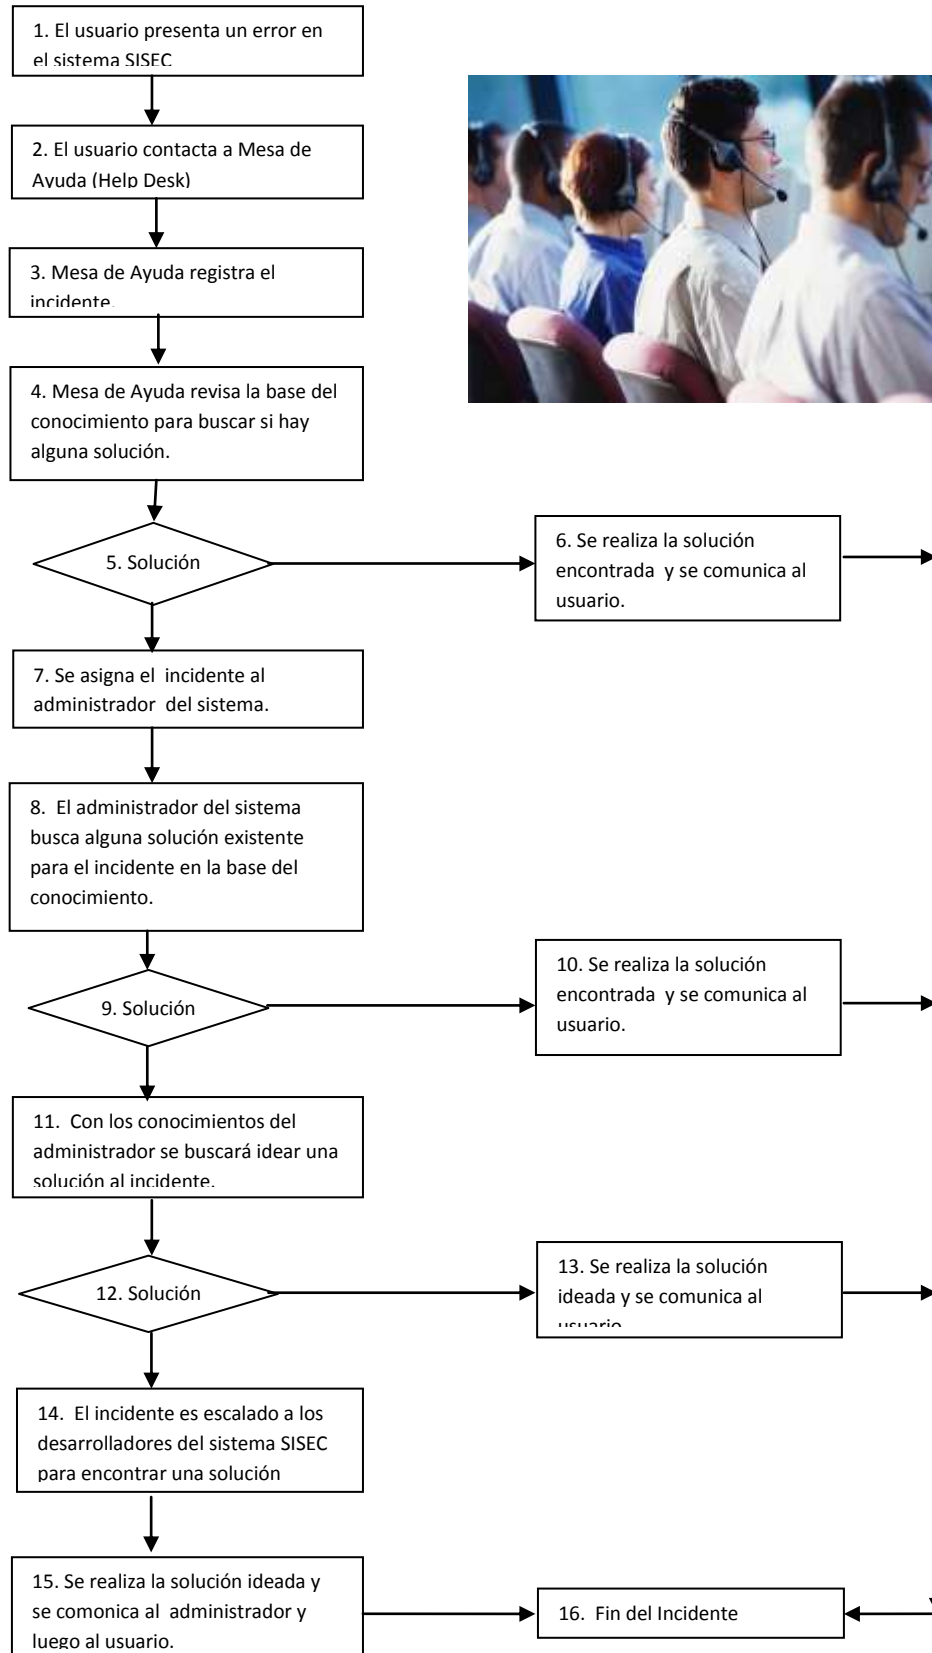 1. El usuario presenta un error en
el sistema SISEC
2. El usuario contacta a Mesa de
Ayuda (Help Desk)
3. Mesa de Ayuda registra el
incidente.
4. Mesa de Ayuda revisa la base del
conocimiento para buscar si hay
alguna solución.
5. Solución
6. Se realiza la solución
encontrada y se comunica al
usuario.
7. Se asigna el incidente al
administrador del sistema.
8. El administrador del sistema
busca alguna solución existente
para el incidente en la base del
conocimiento.
9. Solución
10. Se realiza la solución
encontrada y se comunica al
usuario.
11. Con los conocimientos del
administrador se buscará idear una
solución al incidente.
12. Solución
13. Se realiza la solución
ideada y se comunica al
usuario
14. El incidente es escalado a los
desarrolladores del sistema SISEC
para encontrar una solución
15. Se realiza la solución ideada y
se comonica al administrador y
luego al usuario.
16. Fin del Incidente